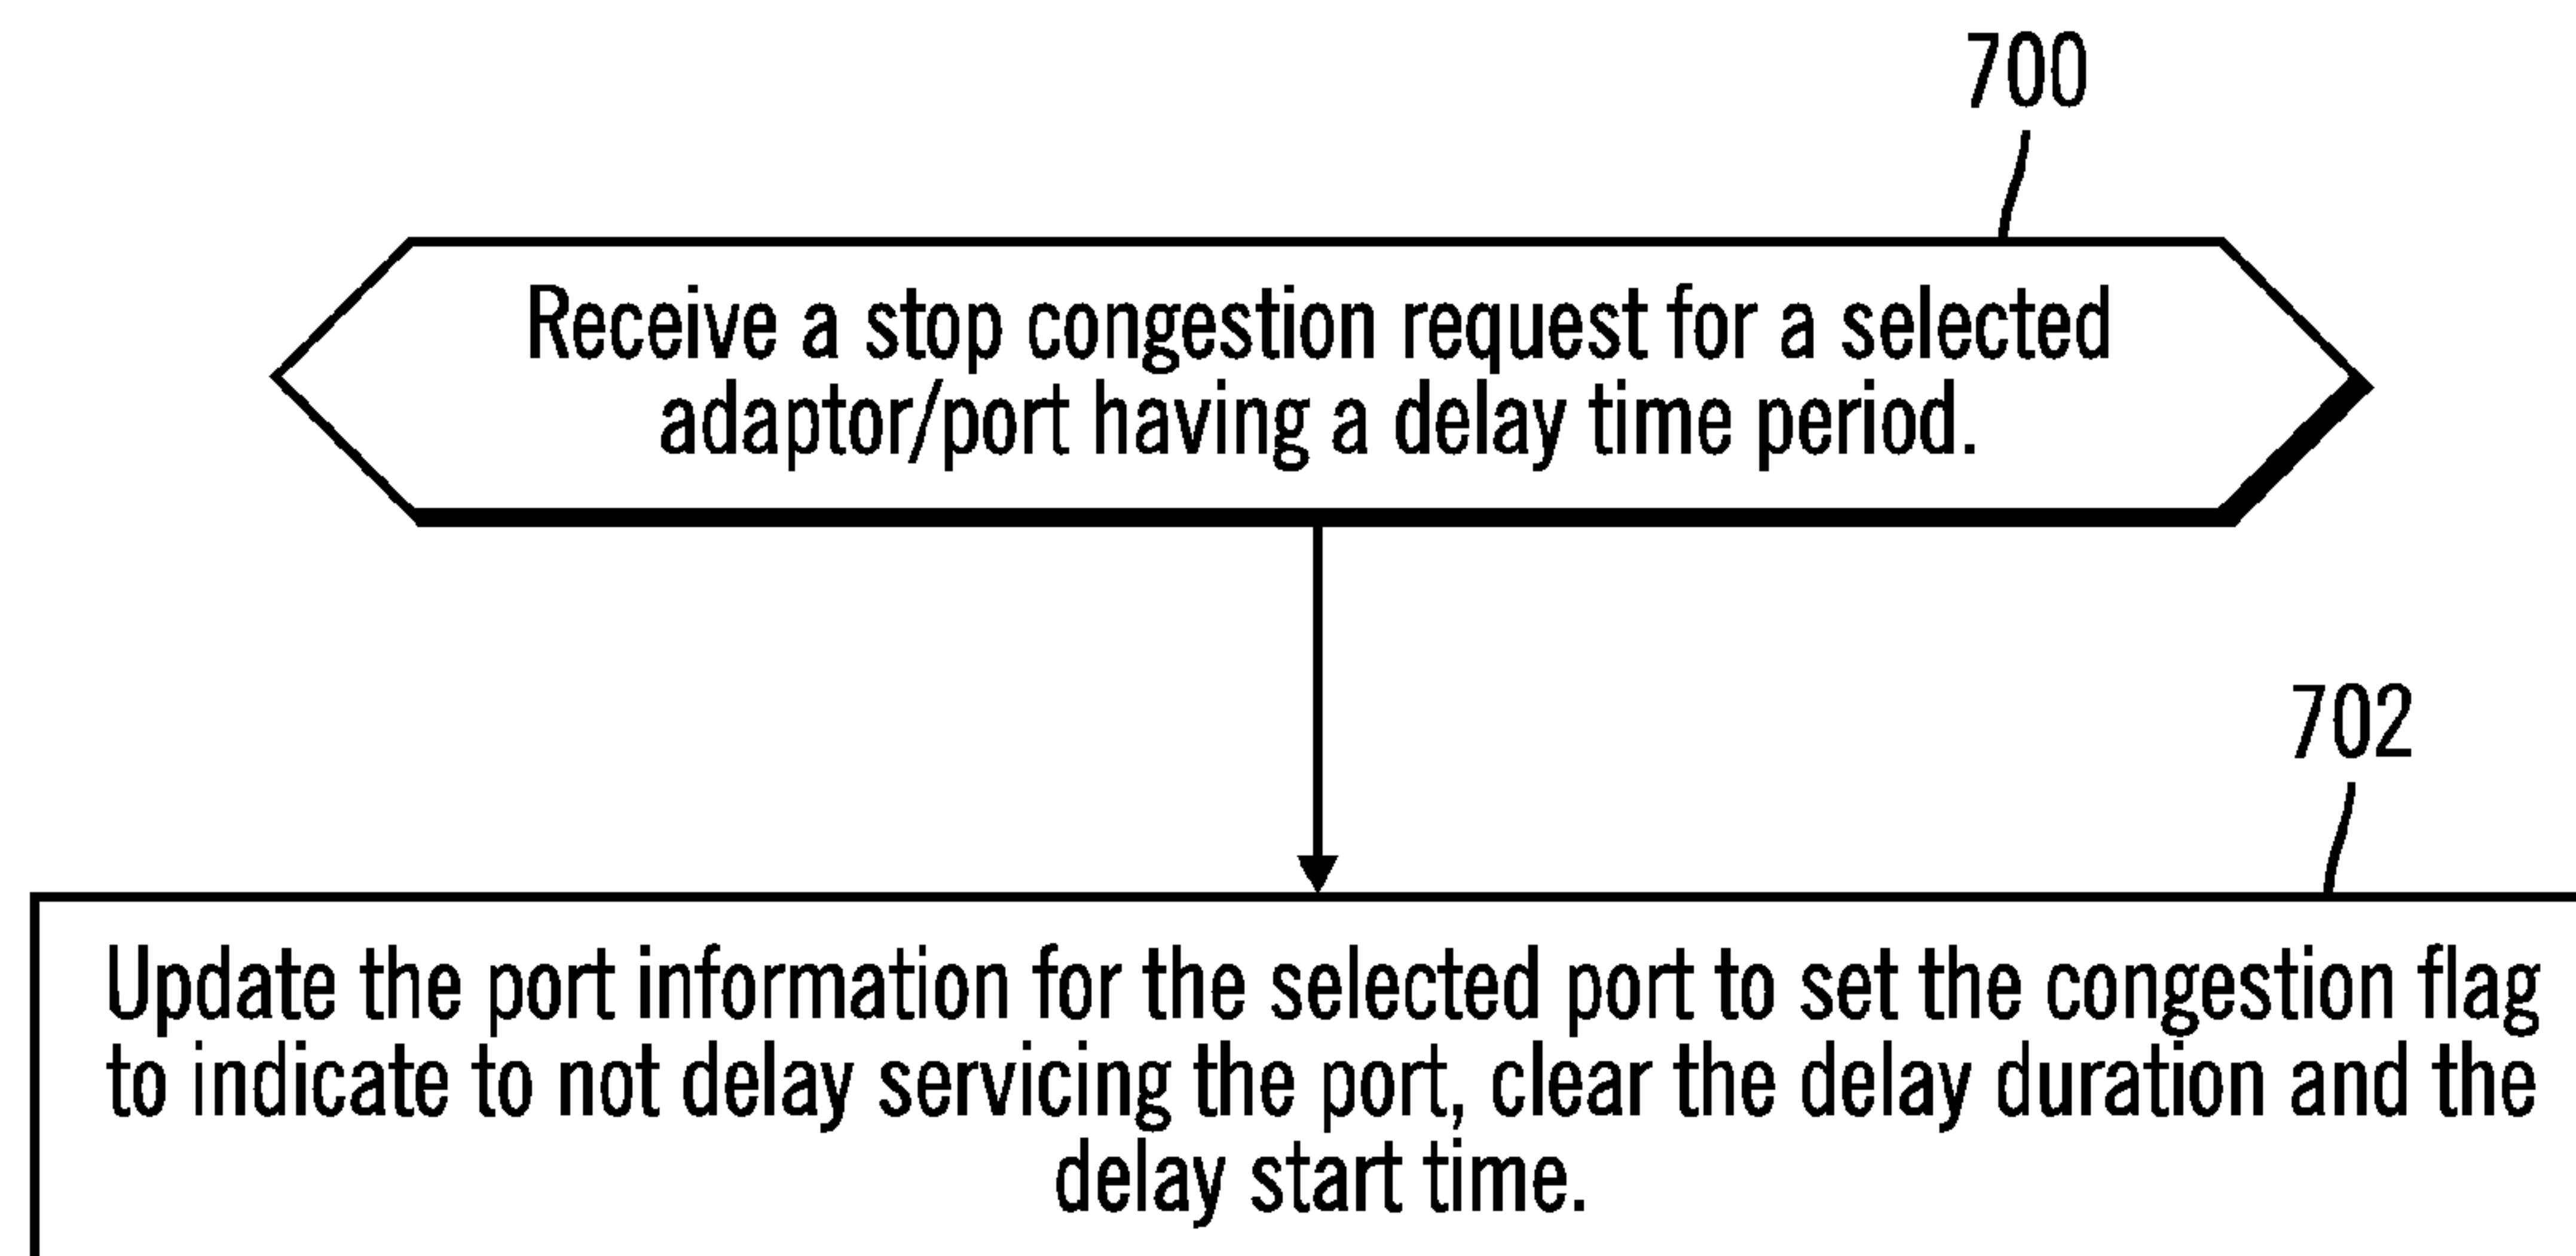 700
Receive a stop congestion request for a selected
adaptor/port having a delay time period.
702
Update the port information for the selected port to set the congestion flag
to indicate to not delay servicing the port, clear the delay duration and the
delay start time.